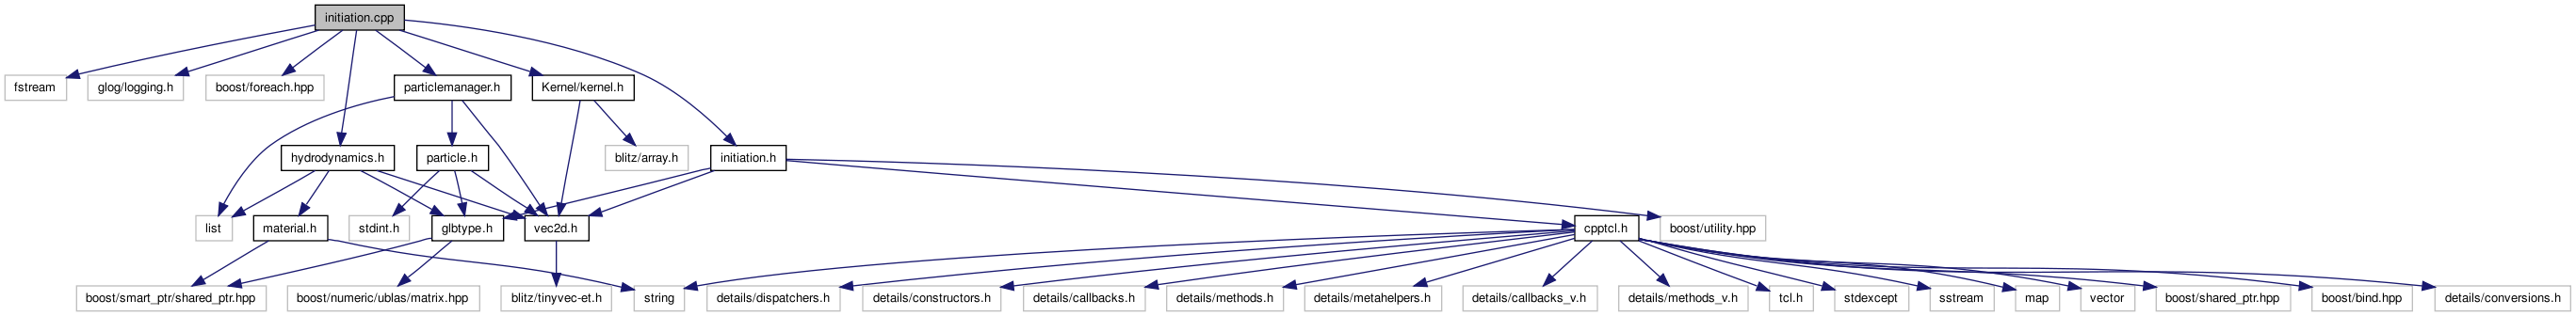 initiation.cpp
fstream
glog/logging.h
boost/foreach.hpp
particlemanager.h
Kernel/kernel.h
hydrodynamics.h
particle.h
blitz/array.h
initiation.h
list
material.h
stdint.h
glbtype.h
vec2d.h
cpptcl.h
boost/utility.hpp
boost/smart_ptr/shared_ptr.hpp
boost/numeric/ublas/matrix.hpp
blitz/tinyvec-et.h
string
details/dispatchers.h
details/constructors.h
details/callbacks.h
details/methods.h
details/metahelpers.h
details/callbacks_v.h
details/methods_v.h
tcl.h
stdexcept
sstream
map
vector
boost/shared_ptr.hpp
boost/bind.hpp
details/conversions.h